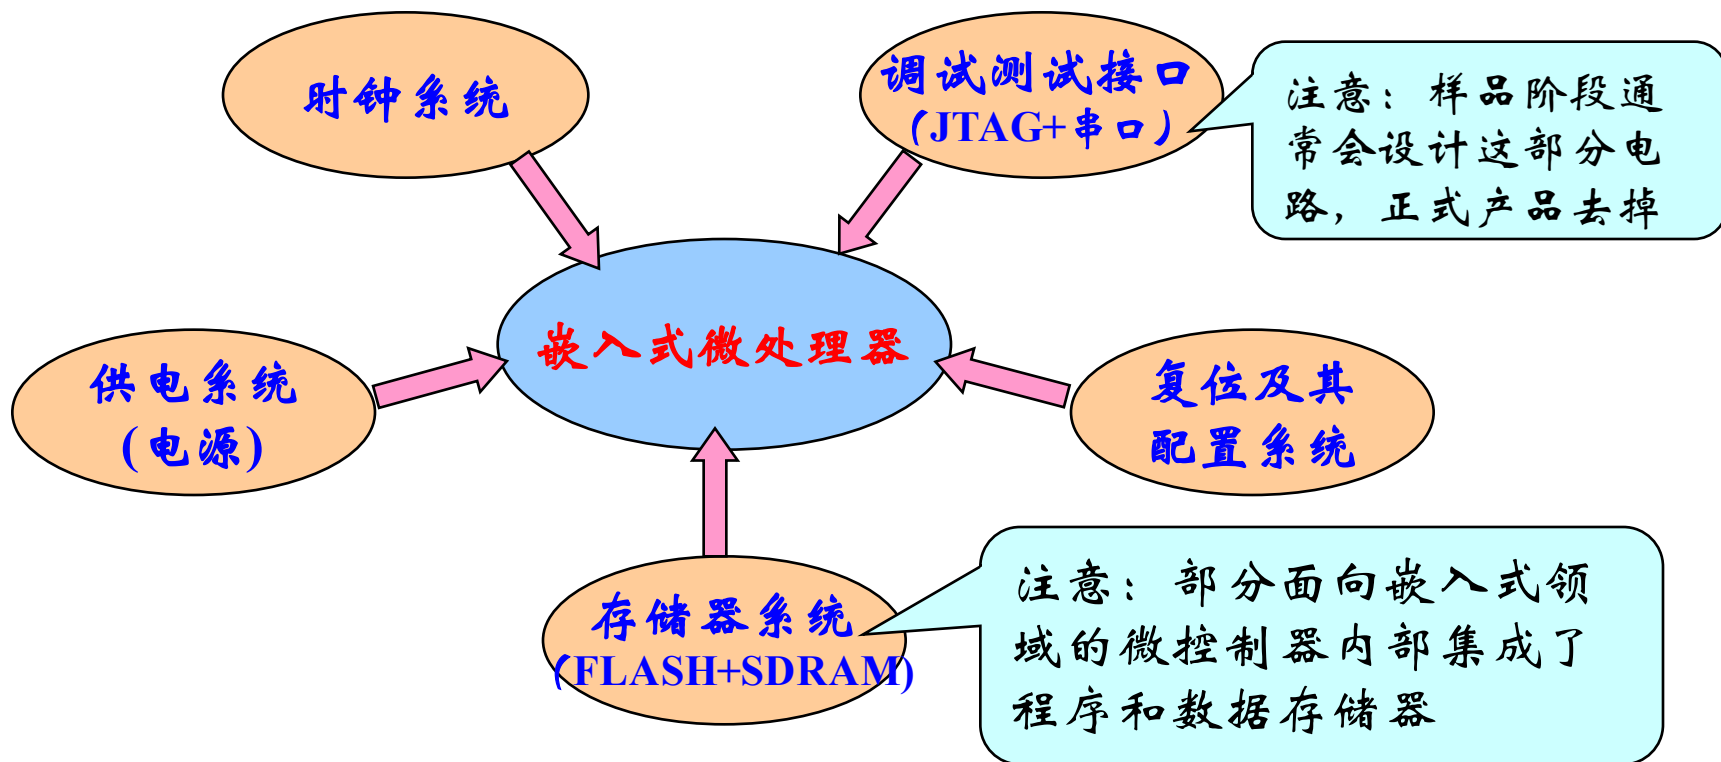 时钟系统
调试测试接口
（JTAG+串口）
注意：样品阶段通
常会设计这部分电
路，正式产品去掉
嵌入式微处理器
供电系统
(电源)
复位及其
配置系统
存储器系统
（FLASH+SDRAM)
注意：部分面向嵌入式领
域的微控制器内部集成了
程序和数据存储器